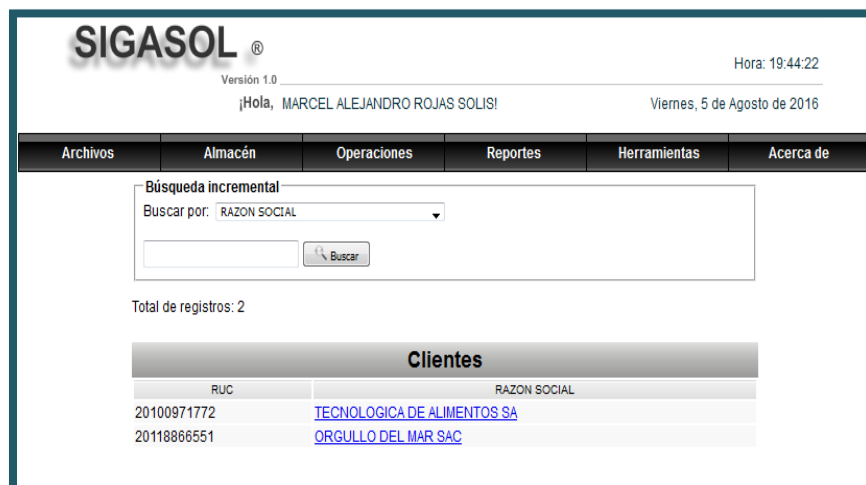 SIGASOL ®
Versión 1.0
Hora: 19:44:22
¡Hola, MARCEL ALEJANDRO ROJAS SOLIS! Viernes, 5 de Agosto de 2016
Archivos Almacén Operaciones Reportes Herramientas Acerca de
Búsqueda incremental
Buscar por: RAZON SOCIAL
Buscar
Total de registros: 2
Clientes
RUC RAZON SOCIAL
20100971772 TECNOLOGICA DE ALIMENTOS SA
20118866551 ORGULLO DEL MAR SAC